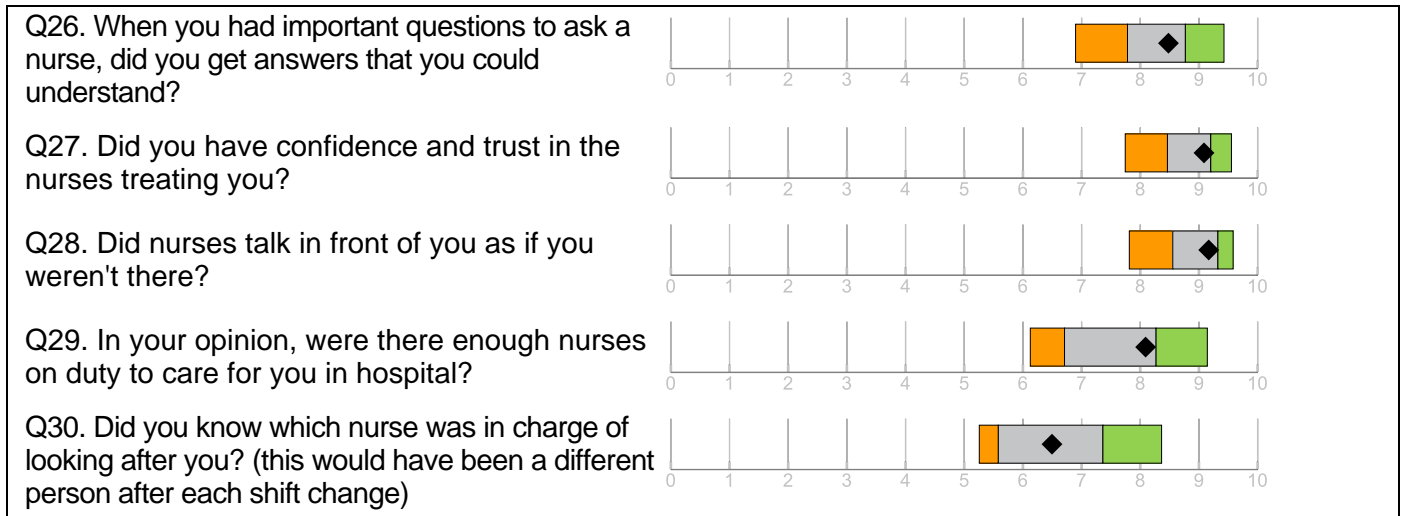 Q26. When you had important questions to ask a
nurse, did you get answers that you could
understand?
0 1 2 3 4 5 6 7 8 9 10
Q27. Did you have confidence and trust in the
nurses treating you?
0 1 2 3 4 5 6 7 8 9 10
Q28. Did nurses talk in front of you as if you
weren't there?
0 1 2 3 4 5 6 7 8 9 10
Q29. In your opinion, were there enough nurses
on duty to care for you in hospital?
0 1 2 3 4 5 6 7 8 9 10
Q30. Did you know which nurse was in charge of
looking after you? (this would have been a different
person after each shift change)
0 1 2 3 4 5 6 7 8 9 10